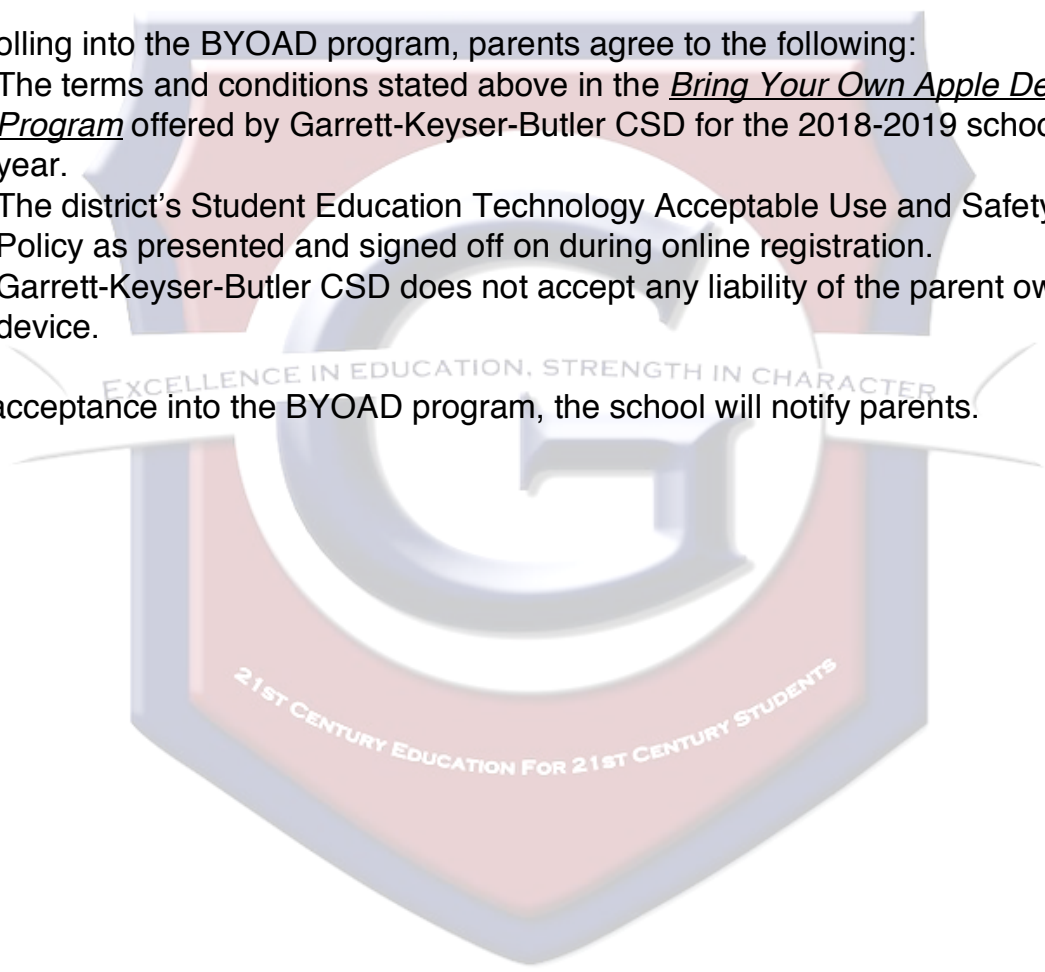 olling into the BYOAD program, parents agree to the following:
The terms and conditions stated above in the Bring Your Own Apple De
Program offered by Garrett-Keyser-Butler CSD for the 2018-2019 schoo
year.
The district's Student Education Technology Acceptable Use and Safety
Policy as presented and signed off on during online registration.
Garrett-Keyser-Butler CSD does not accept any liability of the parent ow
device.
EXCELLENCE IN EDUCATION, STRENGTH IN CHARACTER
acceptance into the BYOAD program, the school will notify parents.
G
21ST CENTURY EDUCATION FOR 21ST CENTURY STUDENTS